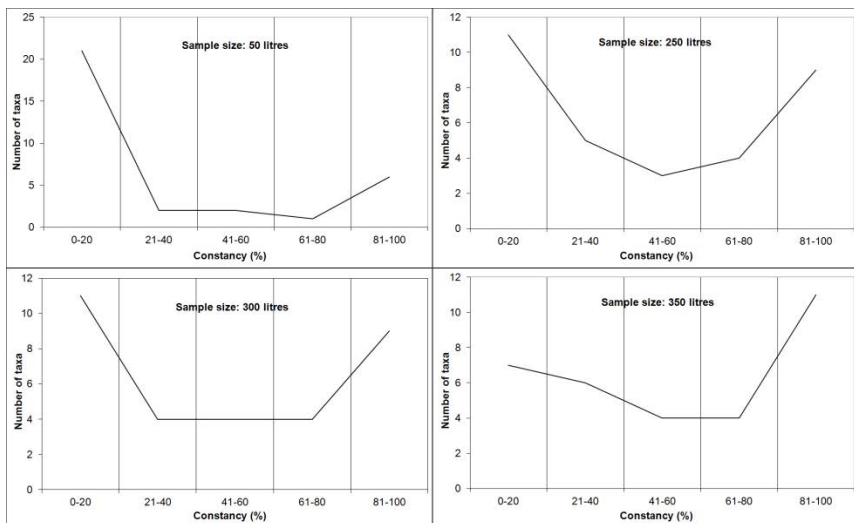 Sample size: 50 litres
Number of taxa
25
20
15
10
5
0
0-20 21-40 41-60 61-80 81-100
Constancy (%)
Sample size: 250 litres
Number of taxa
12
10
8
6
4
2
0
0-20 21-40 41-60 61-80 81-100
Constancy (%)
Sample size: 300 litres
Number of taxa
12
10
8
6
4
2
0
0-20 21-40 41-60 61-80 81-100
Constancy (%)
Sample size: 350 litres
Number of taxa
12
10
8
6
4
2
0
0-20 21-40 41-60 61-80 81-100
Constancy (%)